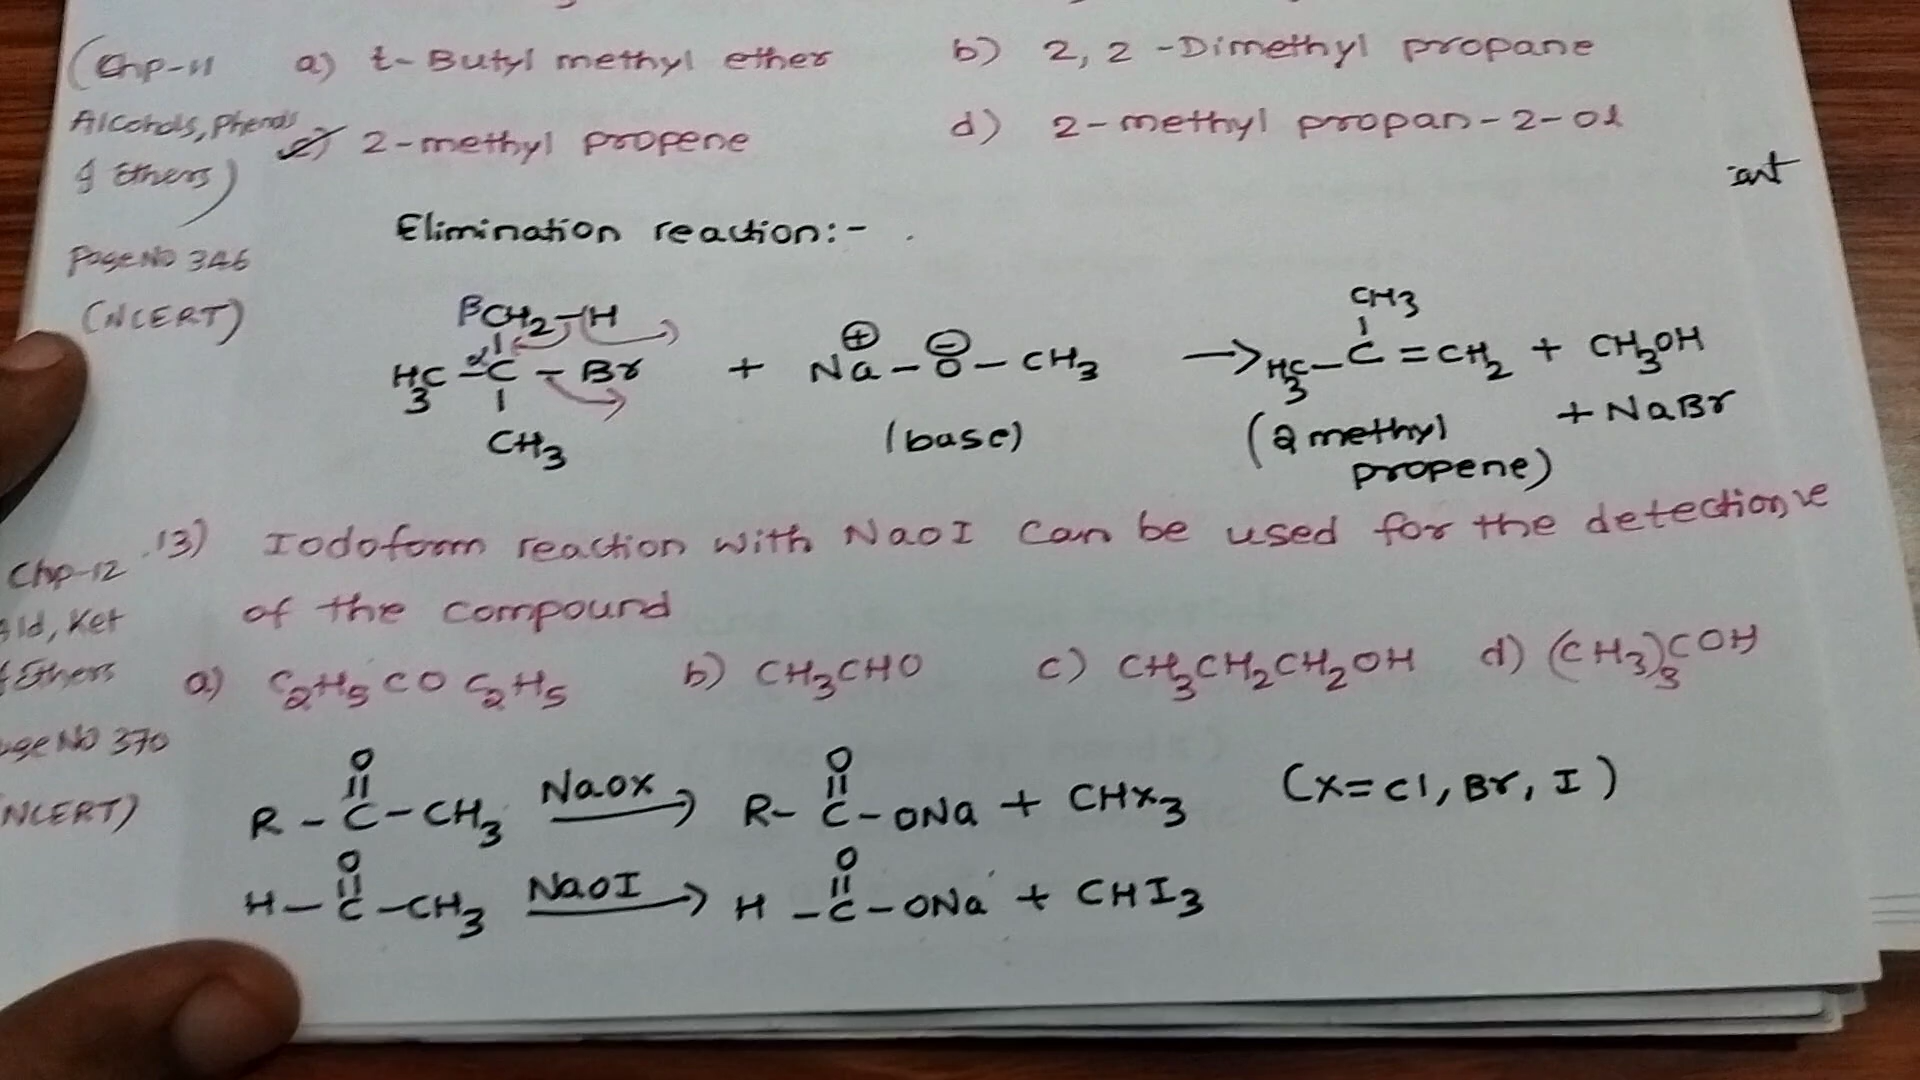 (Chp-11 a) t-Butyl methyl ether b) 2, 2 -Dimethyl propane
Alcohols, Phenols c) 2-methyl propene d) 2-methyl propan-2-ol
& Ethers)
Elimination reaction:-
Page No 346
(NCERT)
βCH2-H CH3
H3C - αC - Br + Na⊕ - O⊖ - CH3 → H3C - C = CH2 + CH3OH
CH3 (base) (2 methyl + NaBr
propene)
13) Iodoform reaction with NaOI can be used for the detection
Chp-12 of the compound
Ald, Ket
& Ethers a) C2H5 CO C2H5 b) CH3CHO c) CH3CH2CH2OH d) (CH3)3COH
Page No 370
O O
NCERT) R - C - CH3 NaOX → R - C - ONa + CHX3 (X = Cl, Br, I)
O O
H - C - CH3 NaOI → H - C - ONa + CHI3